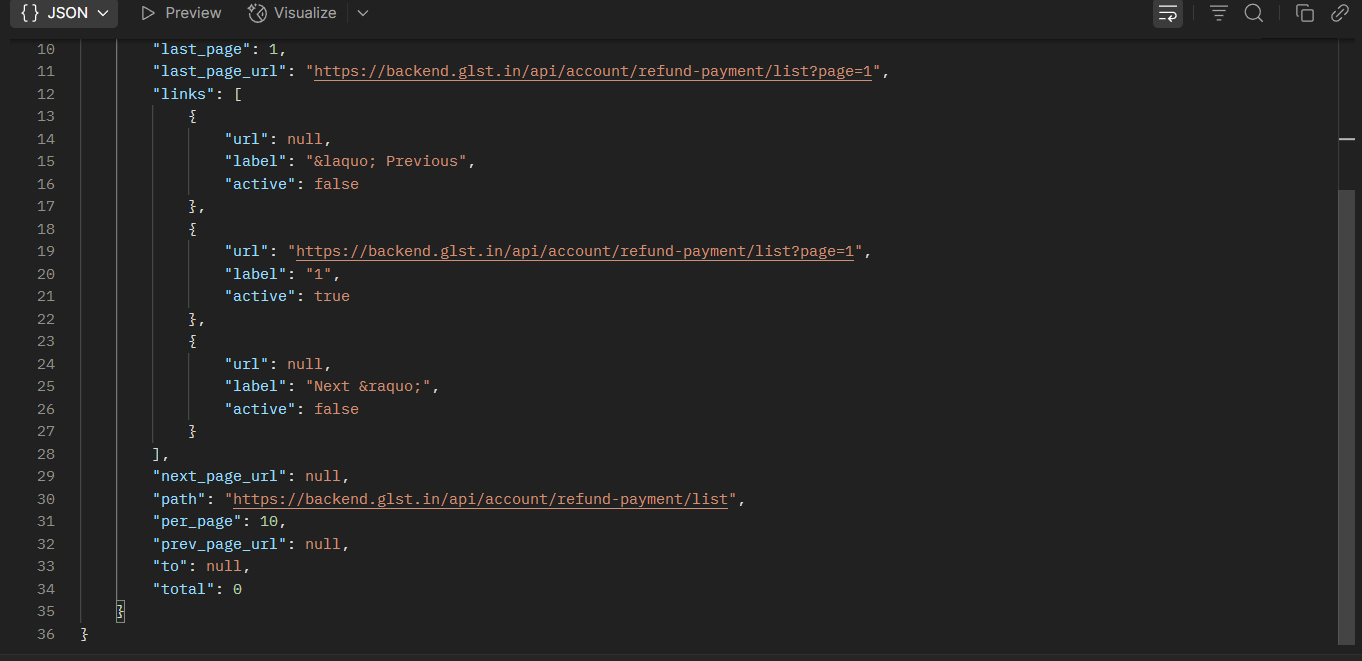 {} JSON Preview Visualize
10 "last_page": 1,
11 "last_page_url": "https://backend.glst.in/api/account/refund-payment/list?page=1",
12 "links": [
13 {
14 "url": null,
15 "label": "&laquo; Previous",
16 "active": false
17 },
18 {
19 "url": "https://backend.glst.in/api/account/refund-payment/list?page=1",
20 "label": "1",
21 "active": true
22 },
23 {
24 "url": null,
25 "label": "Next &raquo;",
26 "active": false
27 }
28 ],
29 "next_page_url": null,
30 "path": "https://backend.glst.in/api/account/refund-payment/list",
31 "per_page": 10,
32 "prev_page_url": null,
33 "to": null,
34 "total": 0
35 }
36 }